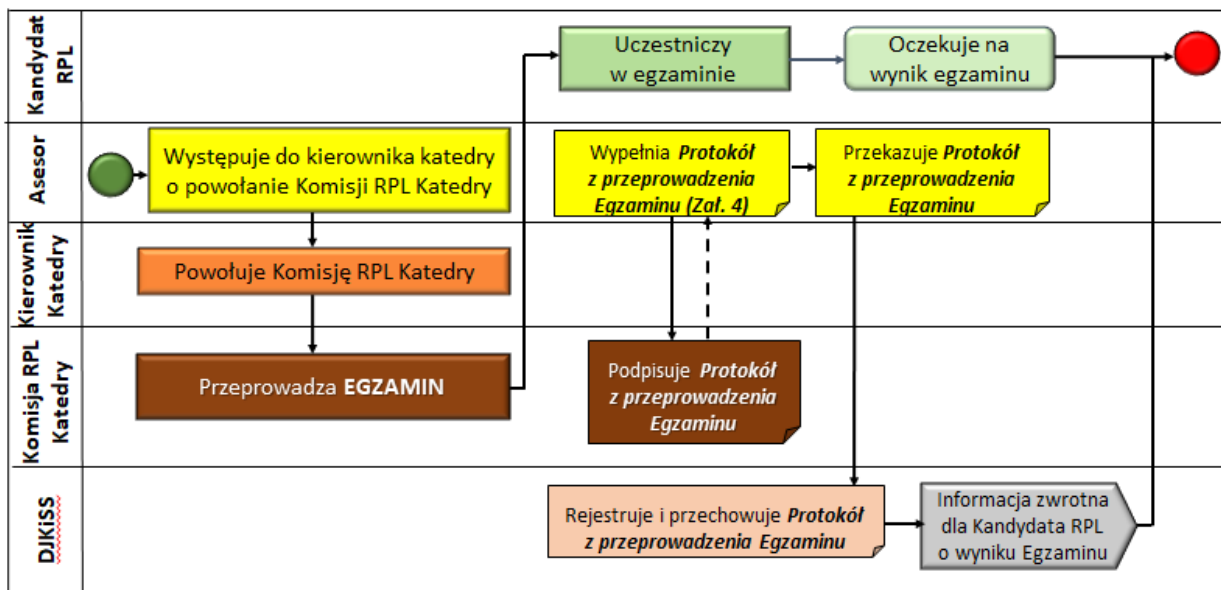 Kandydat
RPL
Uczestniczy
w egzaminie
Oczekuje na
wynik egzaminu
Asesor
Występuje do kierownika katedry
o powołanie Komisji RPL Katedry
Wypełnia Protokół
z przeprowadzenia
Egzaminu (Zał. 4)
Przekazuje Protokół
z przeprowadzenia
Egzaminu
Kierownik
Katedry
Powołuje Komisję RPL Katedry
Komisja RPL
Katedry
Przeprowadza EGZAMIN
Podpisuje Protokół
z przeprowadzenia
Egzaminu
DJKiSS
Rejestruje i przechowuje Protokół
z przeprowadzenia Egzaminu
Informacja zwrotna
dla Kandydata RPL
o wyniku Egzaminu